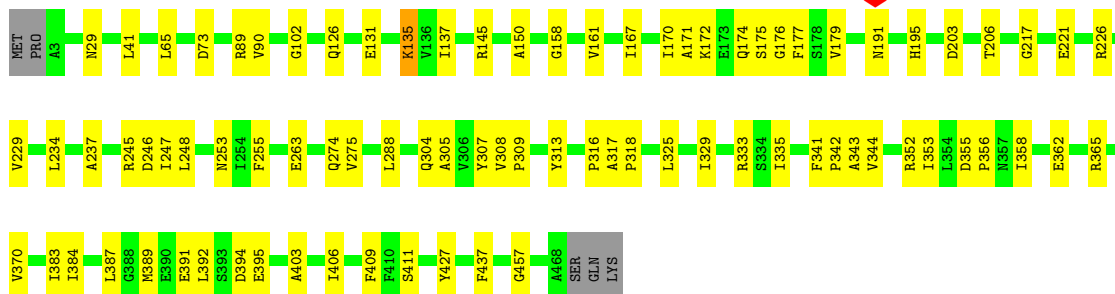 MET PRO A3 N29 L41 L65 D73 R89 V90 G102 Q126 E131 K135 V136 I137 R145 A150 G158 V161 I167 I170 A171 K172 E173 Q174 S175 G176 F177 S178 V179 N191 H195 D203 T206 G217 E221 R226
V229 L234 A237 R245 D246 I247 L248 N253 I254 F255 E263 Q274 V275 L288 Q304 A305 V306 Y307 V308 P309 Y313 P316 A317 P318 L325 I329 R333 S334 I335 F341 P342 A343 V344 R352 I353 L354 D355 P356 N357 I358 E362 R365
V370 I383 I384 L387 G388 M389 E390 E391 L392 S393 D394 E395 A403 I406 F409 F410 S411 Y427 F437 G457 A468 SER GLN LYS